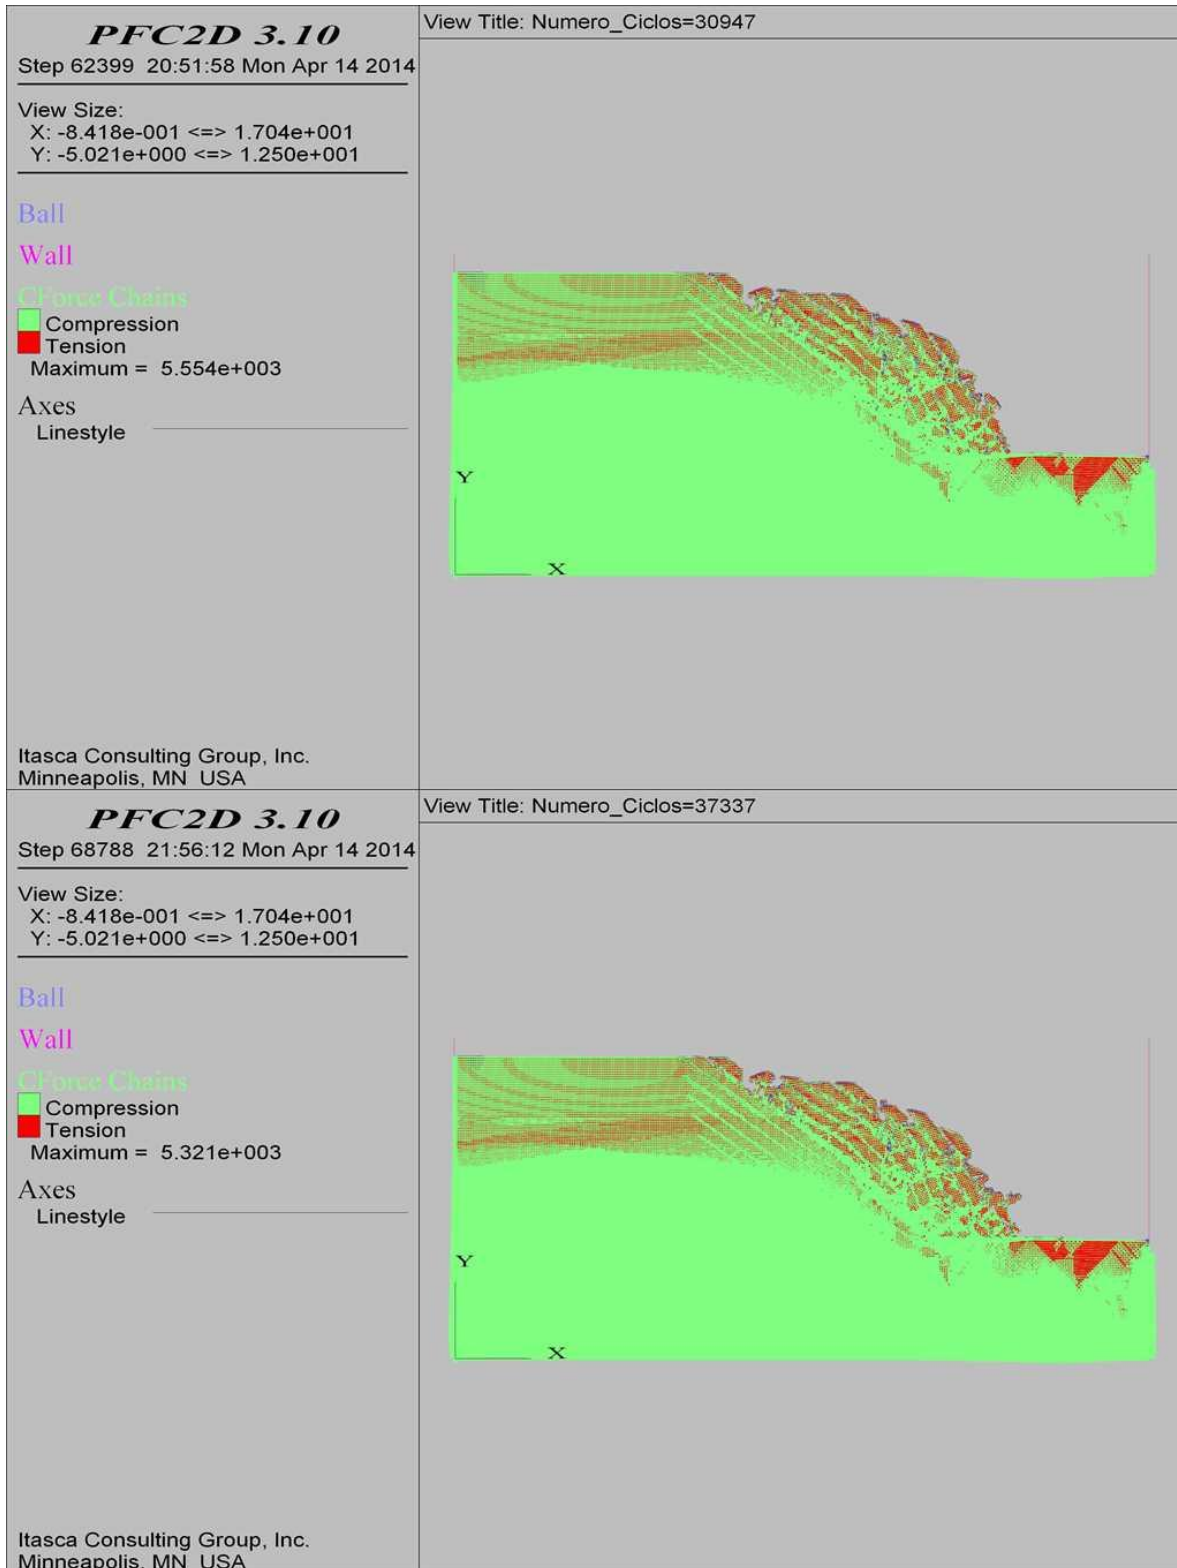 PFC2D 3.10
Step 62399 20:51:58 Mon Apr 14 2014
View Size:
X: -8.418e-001 <=> 1.704e+001
Y: -5.021e+000 <=> 1.250e+001
Ball
Wall
CForce Chains
Compression
Tension
Maximum = 5.554e+003
Axes
Linestyle
Itasca Consulting Group, Inc.
Minneapolis, MN USA
View Title: Numero_Ciclos=30947
Y
X
PFC2D 3.10
Step 68788 21:56:12 Mon Apr 14 2014
View Size:
X: -8.418e-001 <=> 1.704e+001
Y: -5.021e+000 <=> 1.250e+001
Ball
Wall
CForce Chains
Compression
Tension
Maximum = 5.321e+003
Axes
Linestyle
Itasca Consulting Group, Inc.
Minneapolis, MN USA
View Title: Numero_Ciclos=37337
Y
X